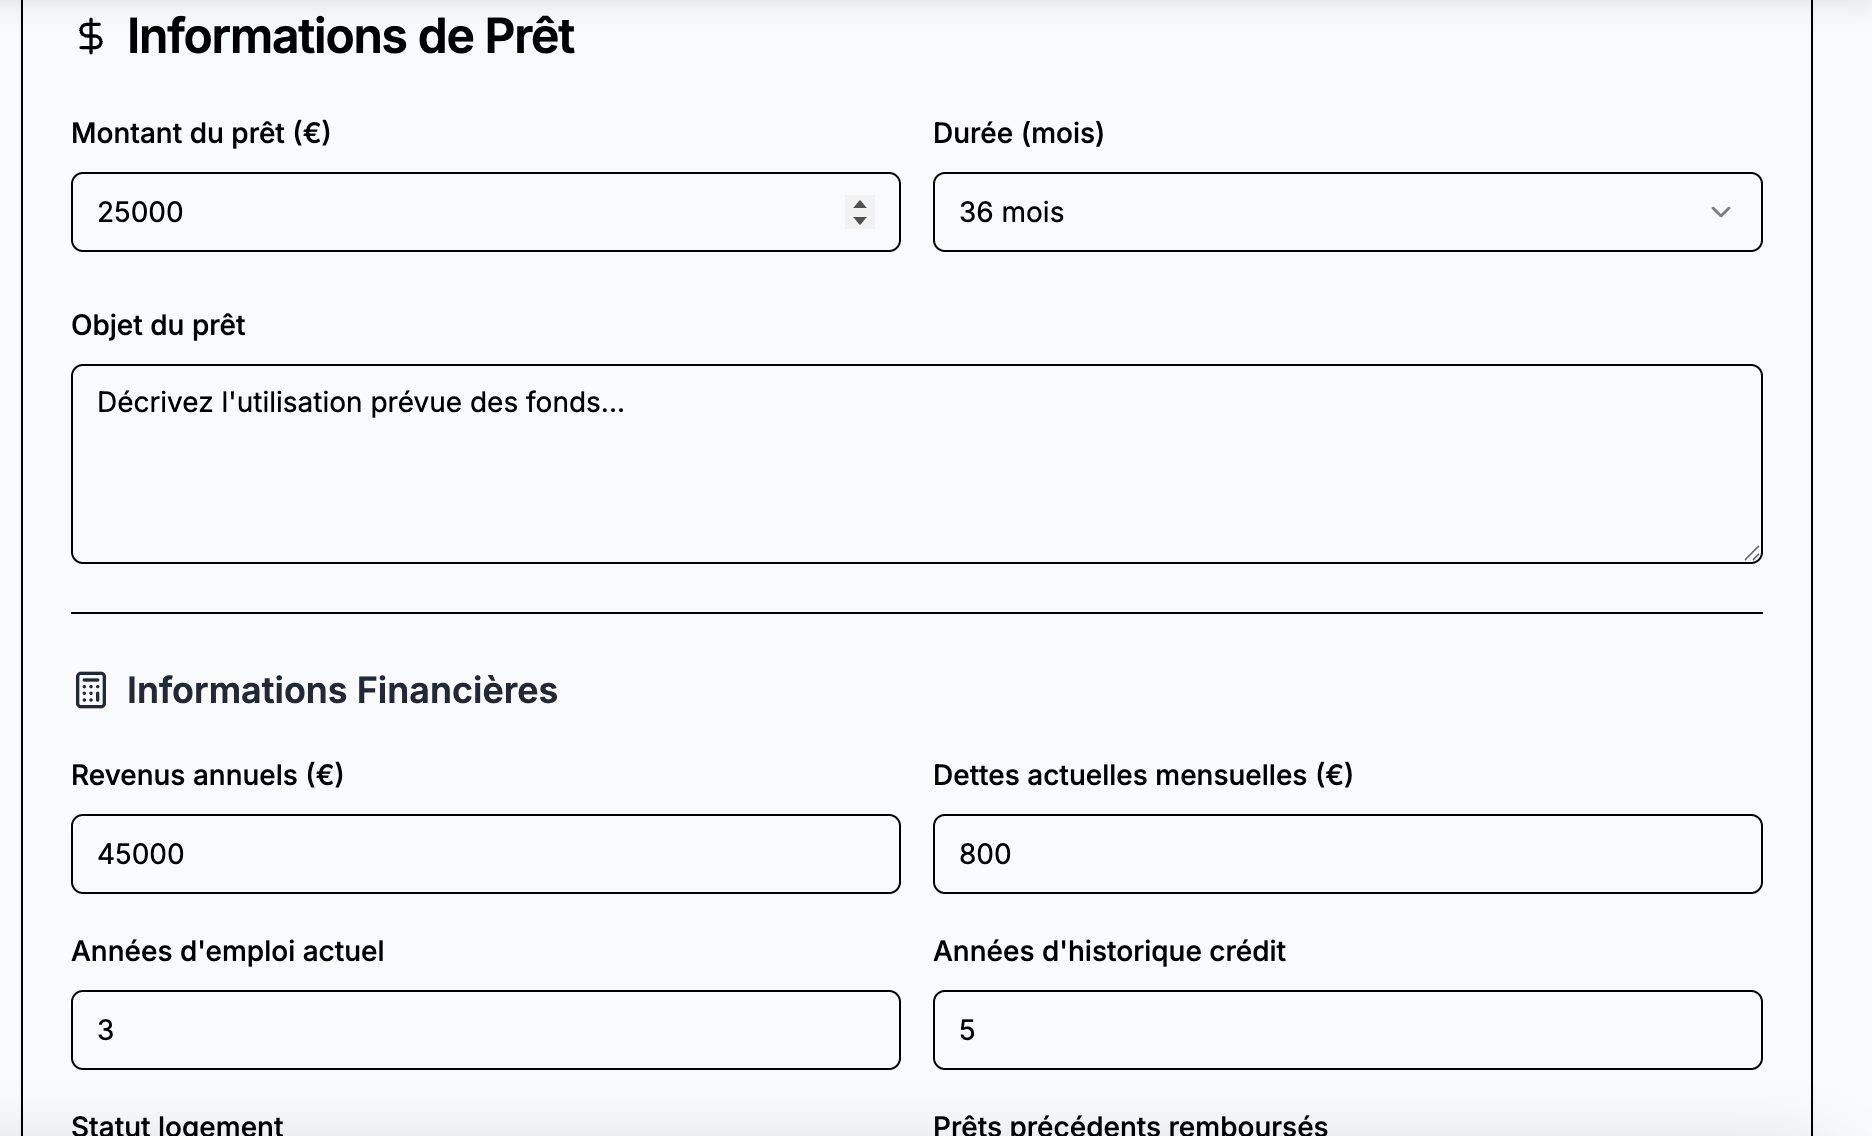 $ Informations de Prêt
Montant du prêt (€)
Durée (mois)
25000
36 mois
Objet du prêt
Décrivez l'utilisation prévue des fonds...
Informations Financières
Revenus annuels (€)
Dettes actuelles mensuelles (€)
45000
800
Années d'emploi actuel
Années d'historique crédit
3
5
Statut logement
Prêts précédents remboursés